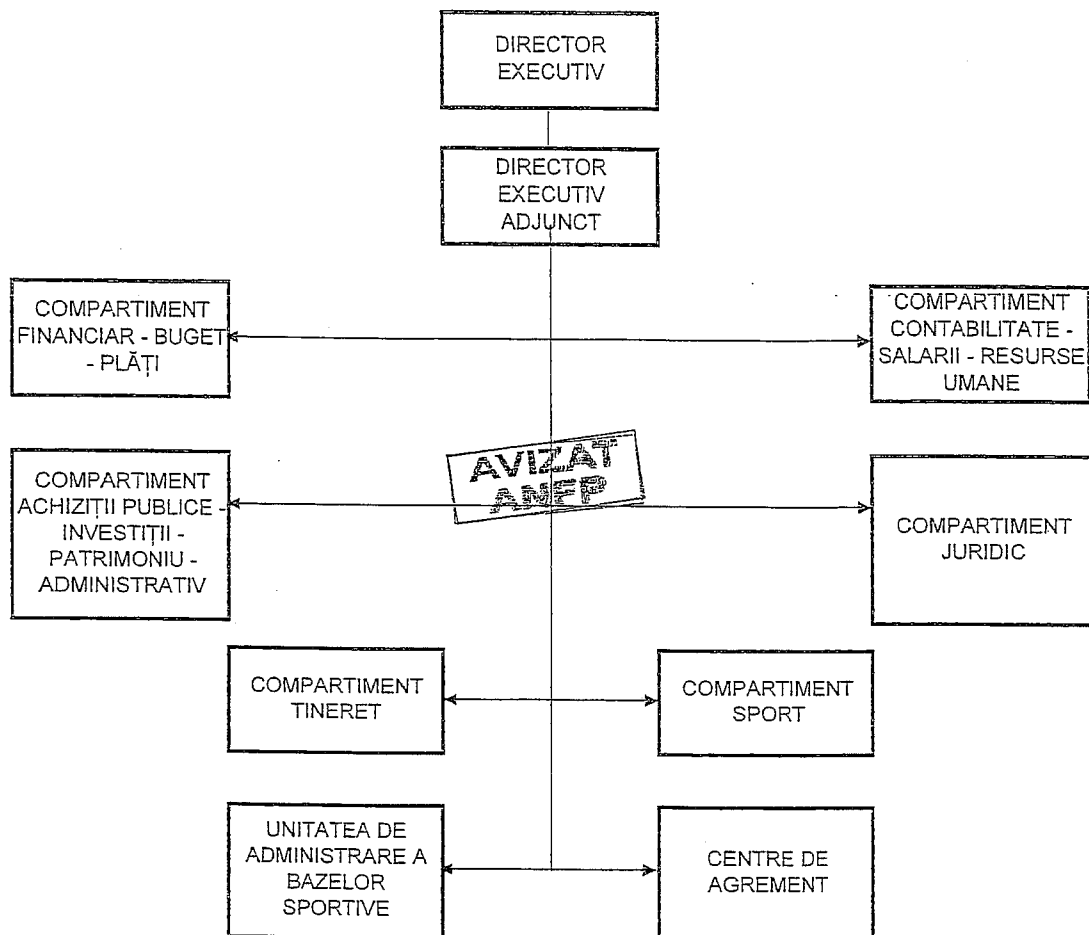 DIRECTOR
EXECUTIV
DIRECTOR
EXECUTIV
ADJUNCT
COMPARTIMENT
FINANCIAR - BUGET
- PLĂȚI
COMPARTIMENT
CONTABILITATE -
SALARII - RESURSE
UMANE
AVIZAT
ANFP
COMPARTIMENT
ACHIZIȚII PUBLICE -
INVESTIȚII -
PATRIMONIU -
ADMINISTRATIV
COMPARTIMENT
JURIDIC
COMPARTIMENT
TINERET
COMPARTIMENT
SPORT
UNITATEA DE
ADMINISTRARE A
BAZELOR
SPORTIVE
CENTRE DE
AGREMENT